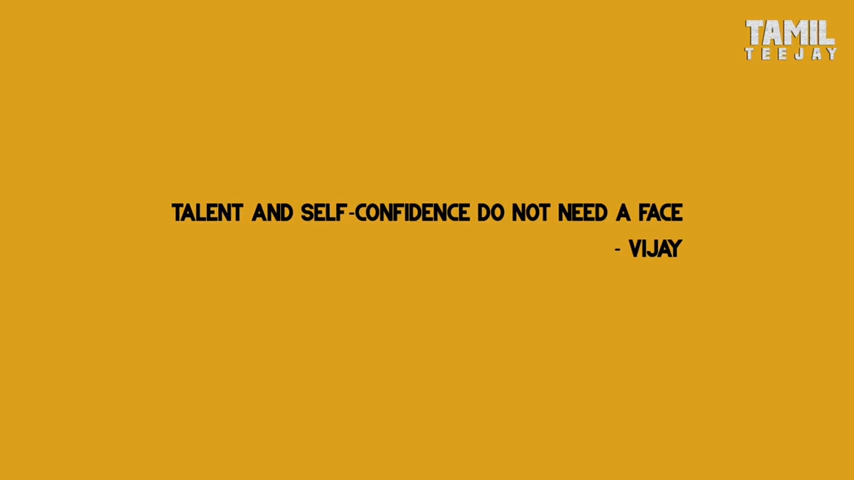 TAMIL
TEEJAY
TALENT AND SELF-CONFIDENCE DO NOT NEED A FACE
- VIJAY